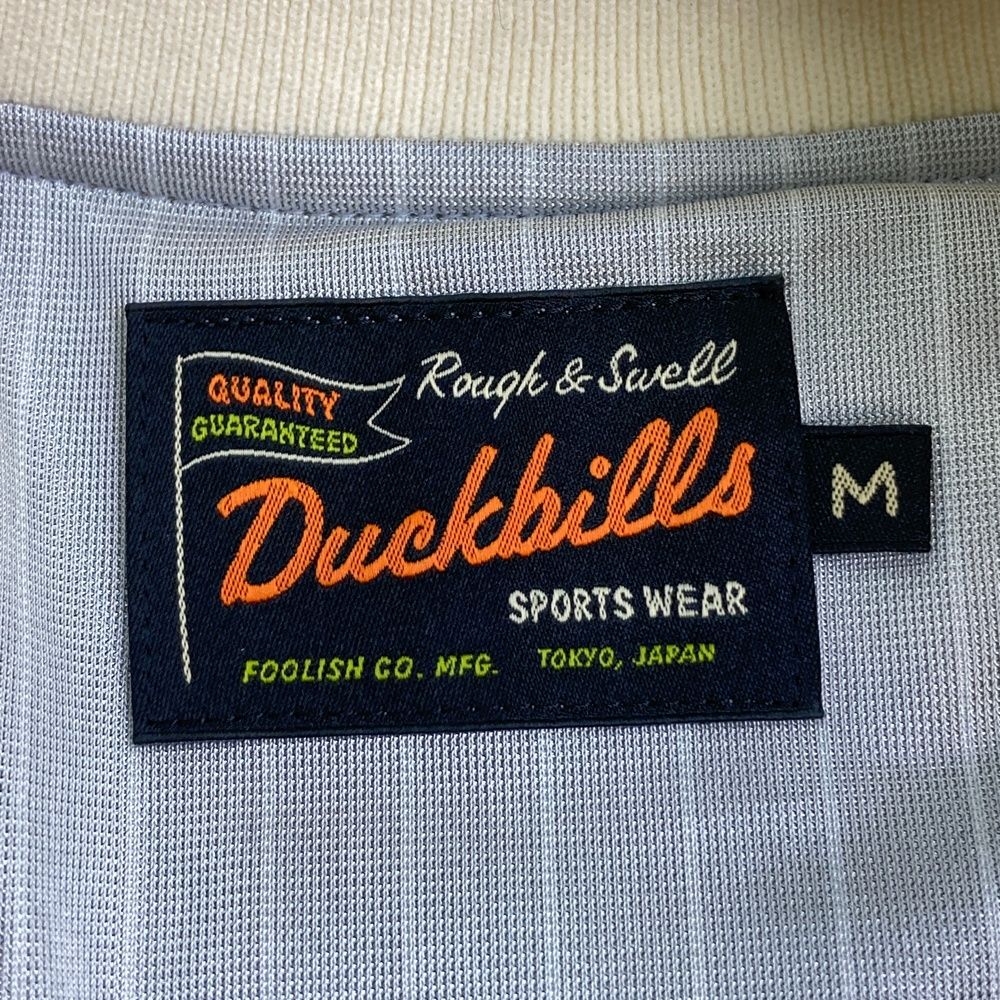 QUALITY
GUARANTEED
Rough & Swell
Duckbills
SPORTS WEAR
FOOLISH CO. MFG. TOKYO, JAPAN
M